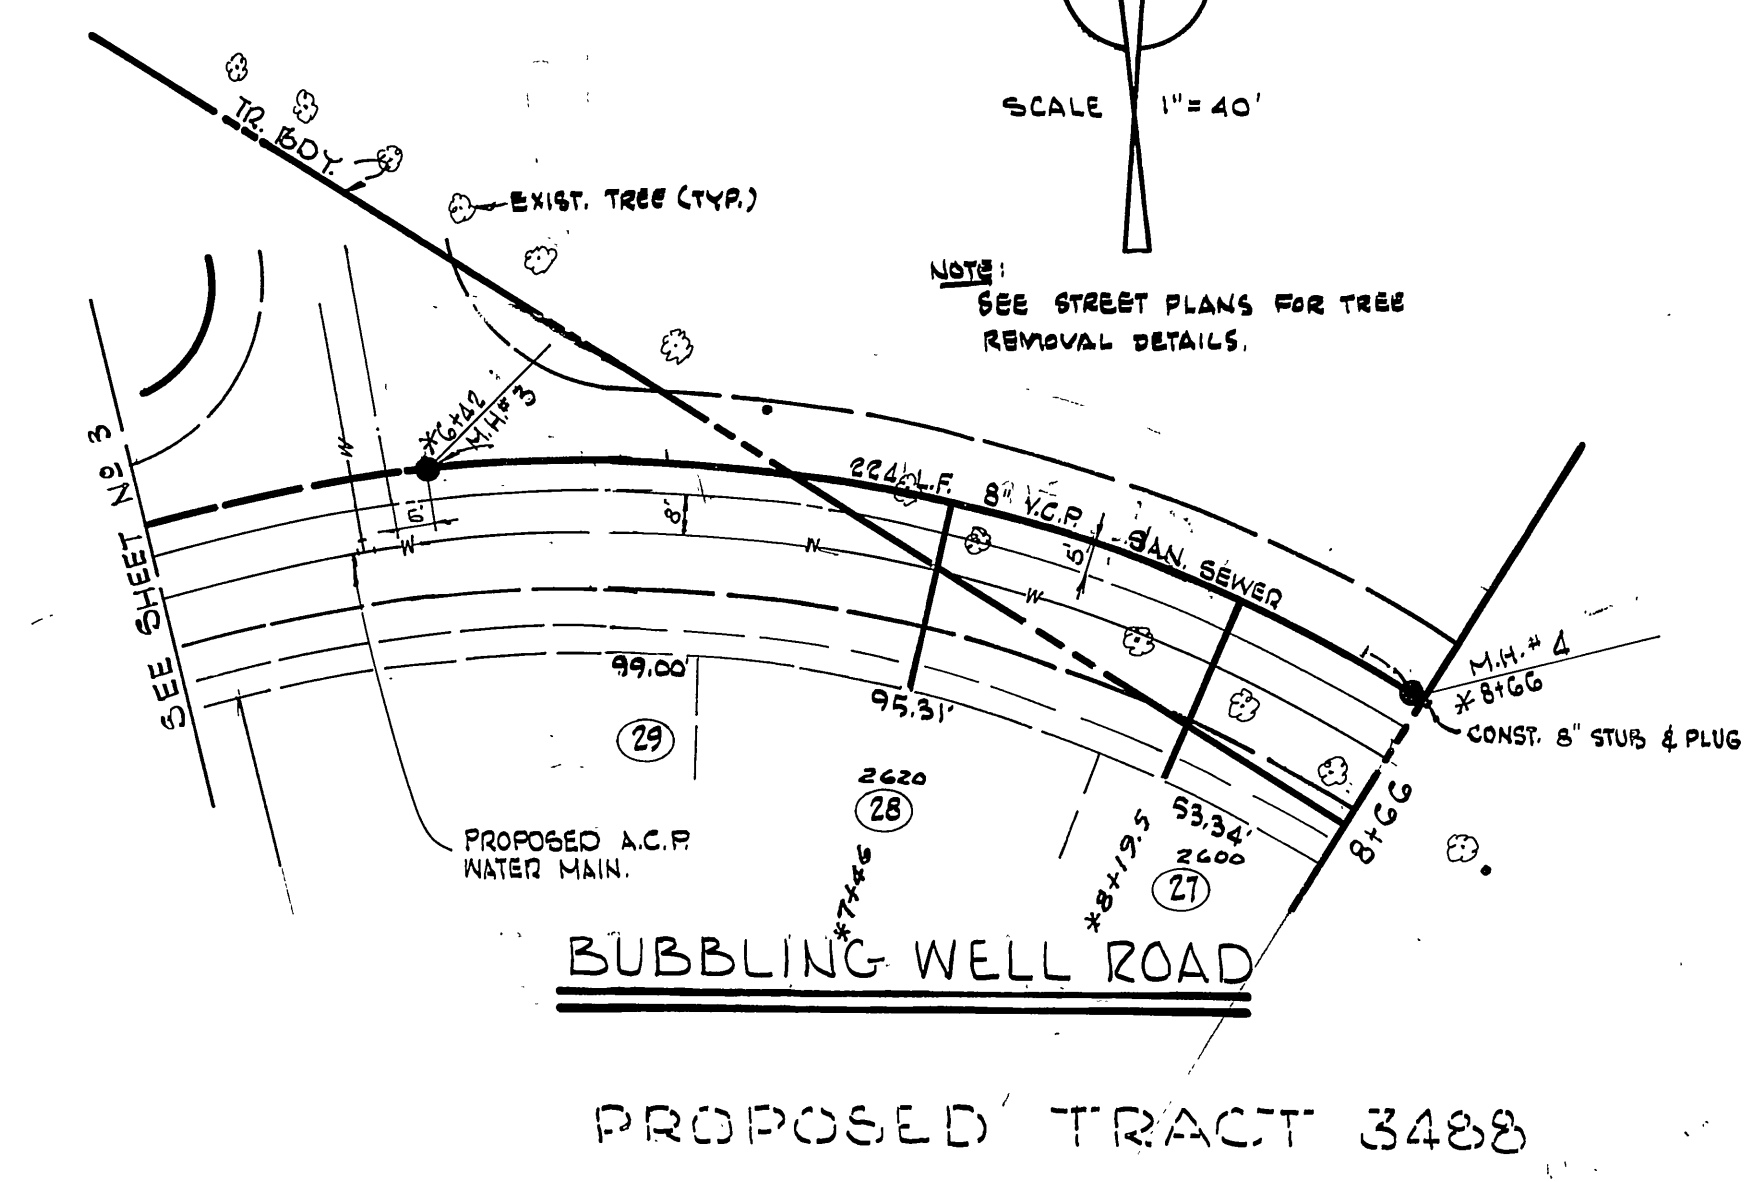 SCALE 1"= 40'
TR. BDY.
EXIST. TREE (TYP.)
NOTE:
SEE STREET PLANS FOR TREE
REMOVAL DETAILS.
SEE SHEET Nº 3
*6+42
M.H.# 3
W
W
W
W
W
5'
8'
5'
224 L.F. 8" V.C.P. SAN. SEWER
M.H.# 4
*8+66
CONST. 8" STUB & PLUG
8+66
99.00'
95.31'
53.34'
29
2620
28
2600
27
*7+46
*8+19.5
PROPOSED A.C.P.
WATER MAIN.
BUBBLING WELL ROAD
PROPOSED TRACT 3488